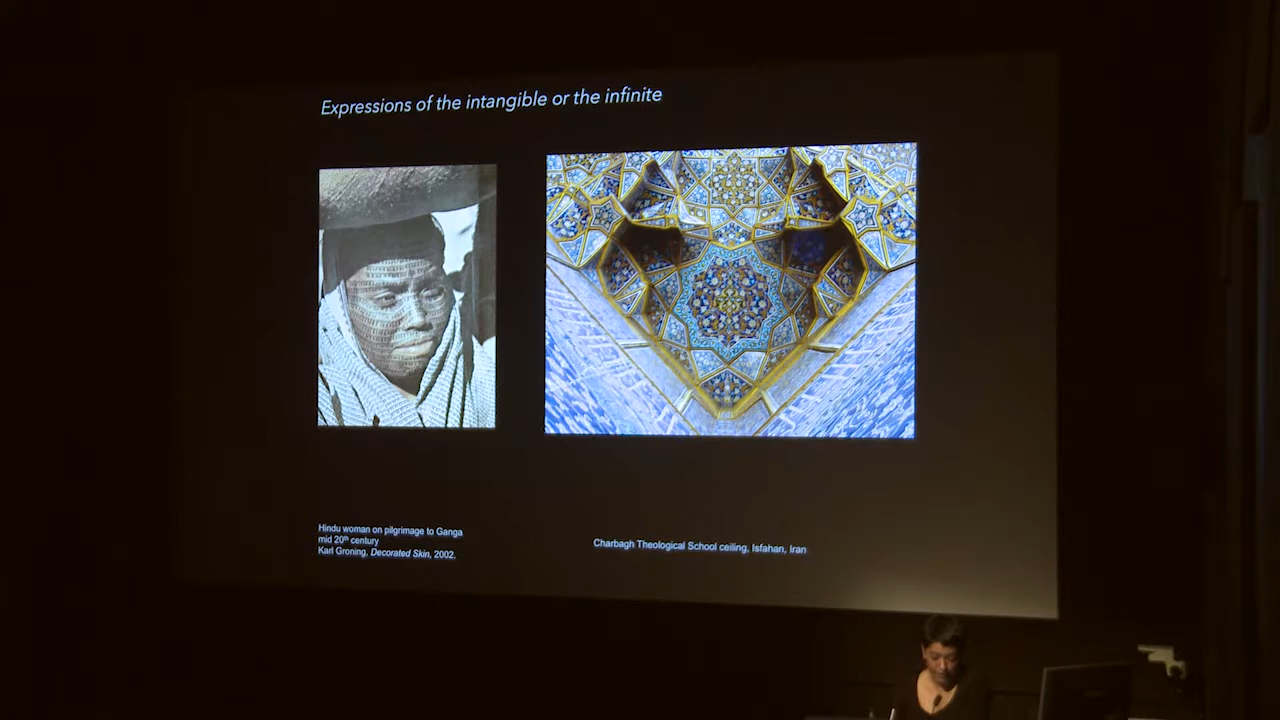 Expressions of the intangible or the infinite
Hindu woman on pilgrimage to Ganga
mid 20th century
Karl Groning, Decorated Skin, 2002.
Charbagh Theological School ceiling, Isfahan, Iran